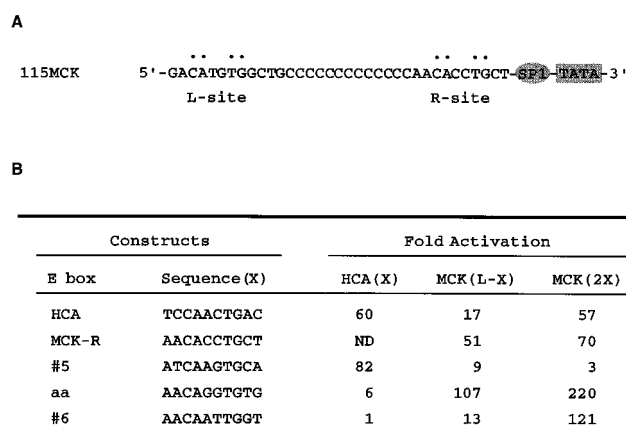 A
115MCK 5'-GACATGTGGCTGCCCCCCCCCCCCCAACACCTGCT-SP1-TATA-3'
L-site R-site
B
Constructs Fold Activation
E box Sequence(X) HCA(X) MCK(L-X) MCK(2X)
HCA TCCAACTGAC 60 17 57
MCK-R AACACCTGCT ND 51 70
#5 ATCAAGTGCA 82 9 3
aa AACAGGTGTG 6 107 220
#6 AACAATTGGT 1 13 121